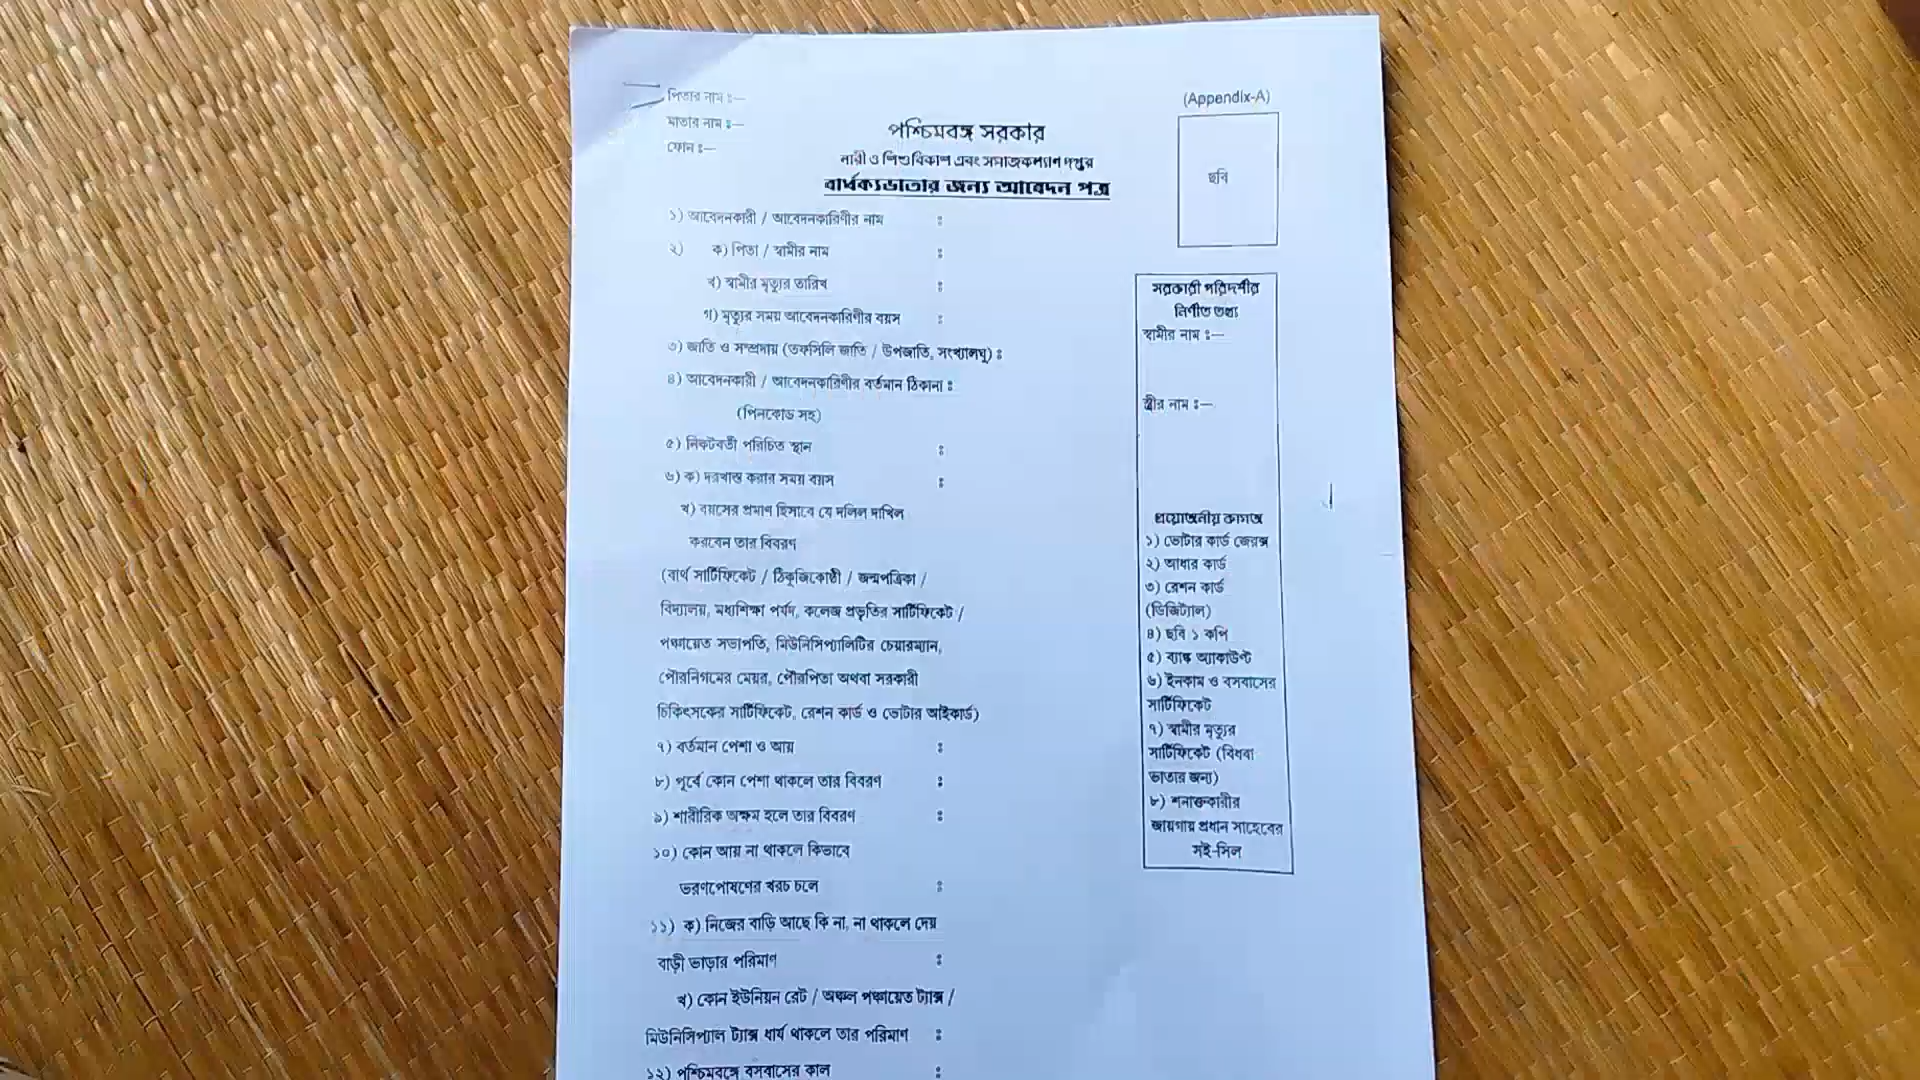 পিতার নাম ঃ—
মাতার নাম ঃ—
ফোন ঃ—
(Appendix-A)
পশ্চিমবঙ্গ সরকার
নারী ও শিশুবিকাশ এবং সমাজকল্যাণ দপ্তর
বার্ধক্যভাতার জন্য আবেদন পত্র
ছবি
১) আবেদনকারী / আবেদনকারিণীর নাম ঃ
২) ক) পিতা / স্বামীর নাম ঃ
খ) স্বামীর মৃত্যুর তারিখ ঃ
গ) মৃত্যুর সময় আবেদনকারিণীর বয়স ঃ
৩) জাতি ও সম্প্রদায় (তফসিলি জাতি / উপজাতি, সংখ্যালঘু) ঃ
৪) আবেদনকারী / আবেদনকারিণীর বর্তমান ঠিকানা ঃ
(পিনকোড সহ)
৫) নিকটবর্তী পরিচিত স্থান ঃ
৬) ক) দরখাস্ত করার সময় বয়স ঃ
খ) বয়সের প্রমাণ হিসাবে যে দলিল দাখিল
করবেন তার বিবরণ
(বার্থ সার্টিফিকেট / ঠিকুজিকোষ্ঠী / জন্মপত্রিকা /
বিদ্যালয়, মধ্যশিক্ষা পর্যদ, কলেজ প্রভৃতির সার্টিফিকেট /
পঞ্চায়েত সভাপতি, মিউনিসিপ্যালিটির চেয়ারম্যান,
পৌরনিগমের মেয়র, পৌরপিতা অথবা সরকারী
চিকিৎসকের সার্টিফিকেট, রেশন কার্ড ও ভোটার আইকার্ড)
৭) বর্তমান পেশা ও আয় ঃ
৮) পূর্বে কোন পেশা থাকলে তার বিবরণ ঃ
৯) শারীরিক অক্ষম হলে তার বিবরণ ঃ
১০) কোন আয় না থাকলে কিভাবে
ভরণপোষণের খরচ চলে ঃ
১১) ক) নিজের বাড়ি আছে কি না, না থাকলে দেয়
বাড়ী ভাড়ার পরিমাণ ঃ
খ) কোন ইউনিয়ন রেট / অঞ্চল পঞ্চায়েত ট্যাক্স /
মিউনিসিপ্যাল ট্যাক্স ধার্য থাকলে তার পরিমাণ ঃ
১২) পশ্চিমবঙ্গে বসবাসের কাল ঃ
সরকারী পরিদর্শীর
নির্ণীত তথ্য
স্বামীর নাম ঃ—
স্ত্রীর নাম ঃ—
প্রয়োজনীয় কাগজ
১) ভোটার কার্ড জেরক্স
২) আধার কার্ড
৩) রেশন কার্ড
(ডিজিট্যাল)
৪) ছবি ১ কপি
৫) ব্যাঙ্ক অ্যাকাউন্ট
৬) ইনকাম ও বসবাসের
সার্টিফিকেট
৭) স্বামীর মৃত্যুর
সার্টিফিকেট (বিধবা
ভাতার জন্য)
৮) শনাক্তকারীর
জায়গায় প্রধান সাহেবের
সই-সিল